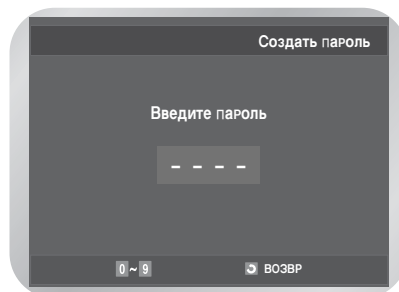 Создать пароль
Введите пароль
– – – –
0 ~ 9 ВОЗВР